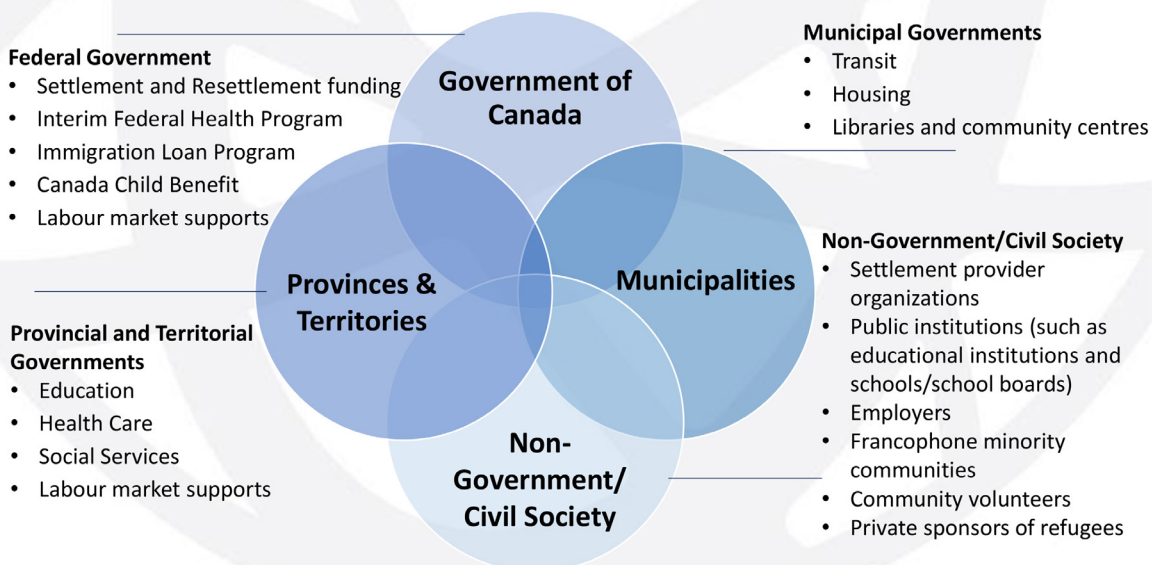 Federal Government
• Settlement and Resettlement funding
• Interim Federal Health Program
• Immigration Loan Program
• Canada Child Benefit
• Labour market supports
Provincial and Territorial
Governments
• Education
• Health Care
• Social Services
• Labour market supports
Government of
Canada
Provinces &
Territories
Municipalities
Non-
Government/
Civil Society
Municipal Governments
• Transit
• Housing
• Libraries and community centres
Non-Government/Civil Society
• Settlement provider
organizations
• Public institutions (such as
educational institutions and
schools/school boards)
• Employers
• Francophone minority
communities
• Community volunteers
• Private sponsors of refugees